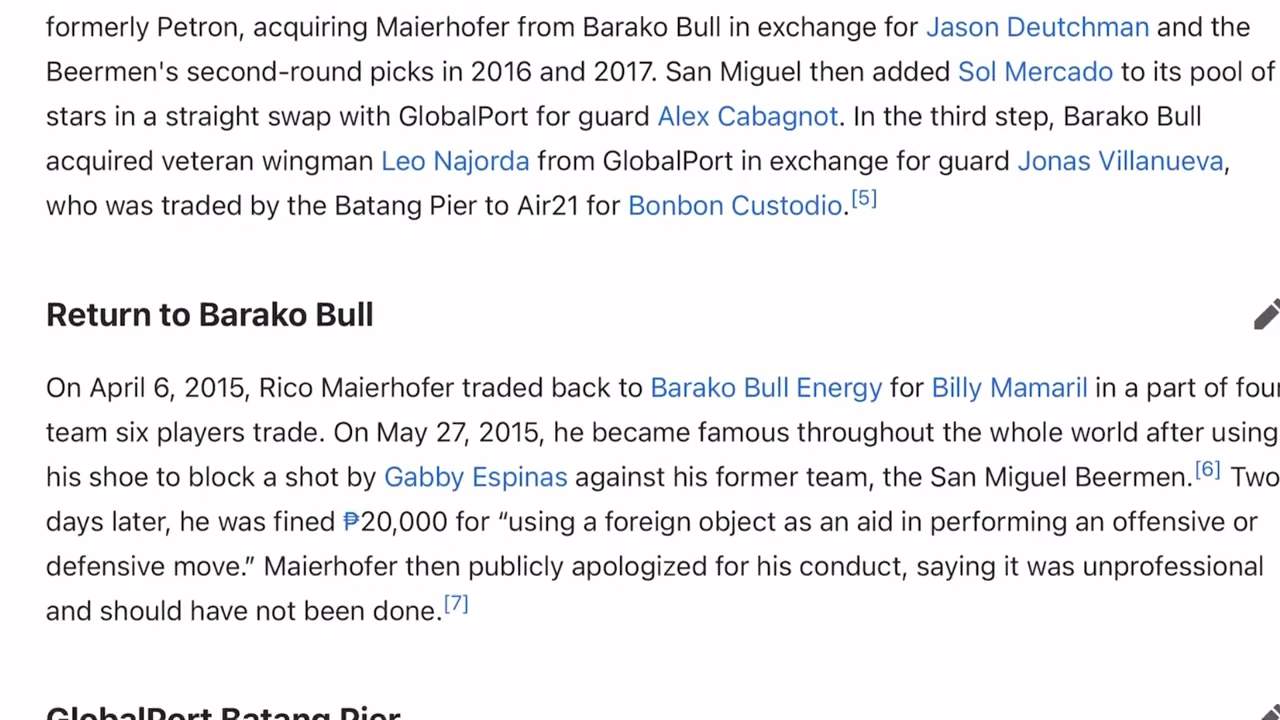 formerly Petron, acquiring Maierhofer from Barako Bull in exchange for Jason Deutchman and the
Beermen's second-round picks in 2016 and 2017. San Miguel then added Sol Mercado to its pool of
stars in a straight swap with GlobalPort for guard Alex Cabagnot. In the third step, Barako Bull
acquired veteran wingman Leo Najorda from GlobalPort in exchange for guard Jonas Villanueva,
who was traded by the Batang Pier to Air21 for Bonbon Custodio.[5]
Return to Barako Bull
On April 6, 2015, Rico Maierhofer traded back to Barako Bull Energy for Billy Mamaril in a part of four
team six players trade. On May 27, 2015, he became famous throughout the whole world after using
his shoe to block a shot by Gabby Espinas against his former team, the San Miguel Beermen.[6] Two
days later, he was fined ₱20,000 for “using a foreign object as an aid in performing an offensive or
defensive move.” Maierhofer then publicly apologized for his conduct, saying it was unprofessional
and should have not been done.[7]
GlobalPort Batang Pier